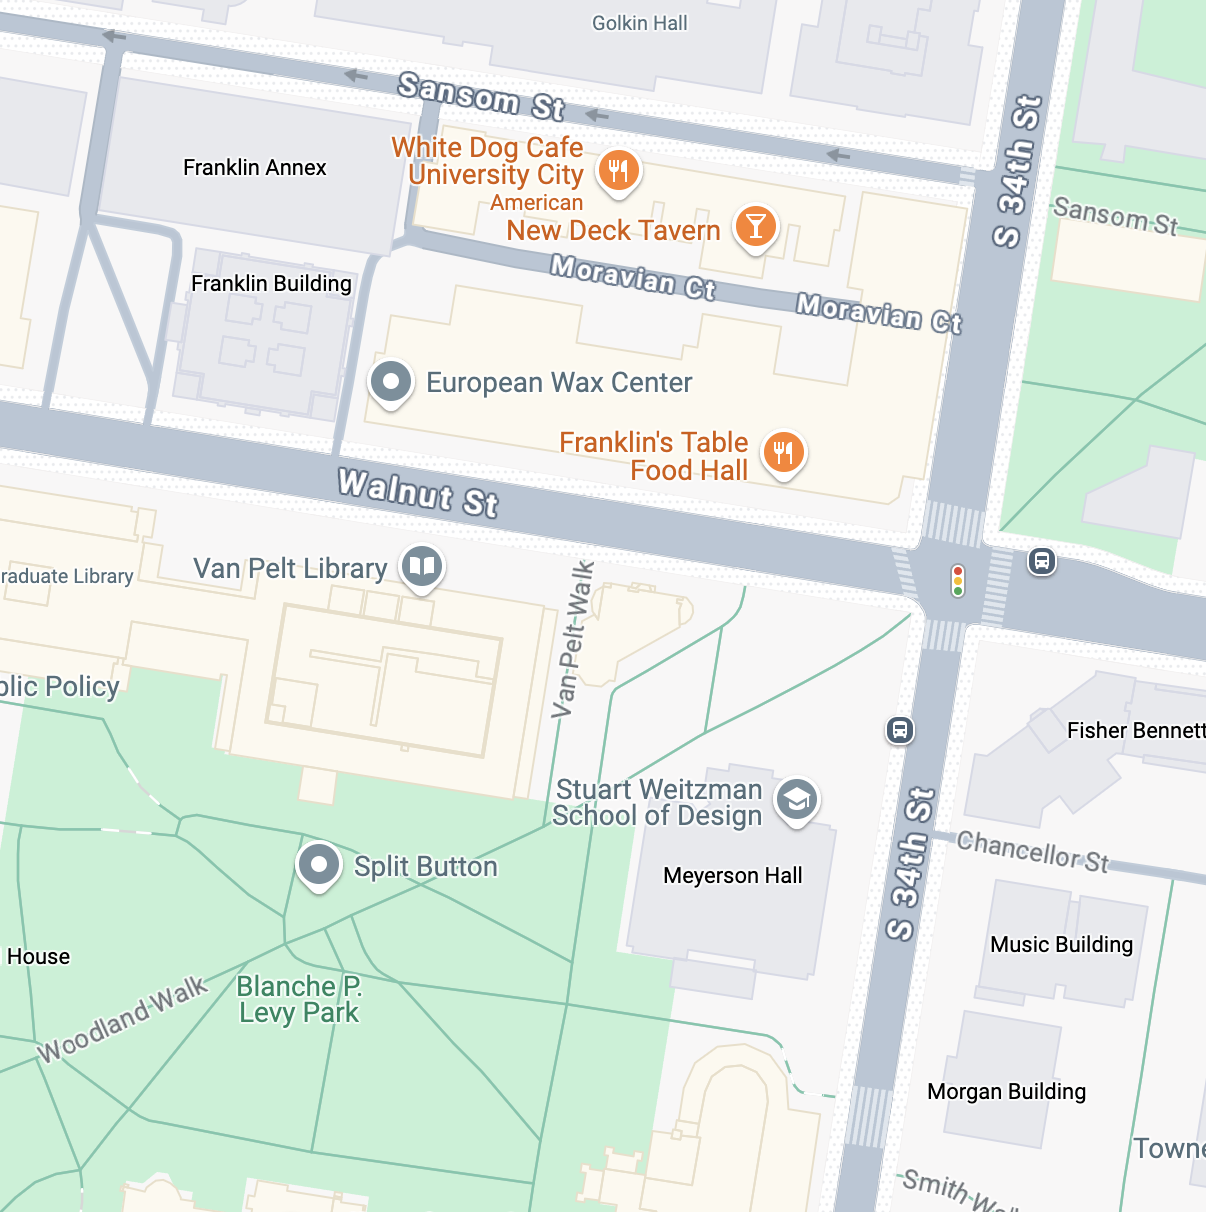 Golkin Hall
Sansom St
S 34th St
White Dog Cafe
University City
American
Franklin Annex
New Deck Tavern
Sansom St
Franklin Building
Moravian Ct
Moravian Ct
European Wax Center
Franklin's Table
Food Hall
Walnut St
Van Pelt Library
raduate Library
Van Pelt Walk
blic Policy
Fisher Bennett
Stuart Weitzman
School of Design
S 34th St
Chancellor St
Split Button
Meyerson Hall
House
Music Building
Blanche P.
Levy Park
Woodland Walk
Morgan Building
Towne
Smith Wal